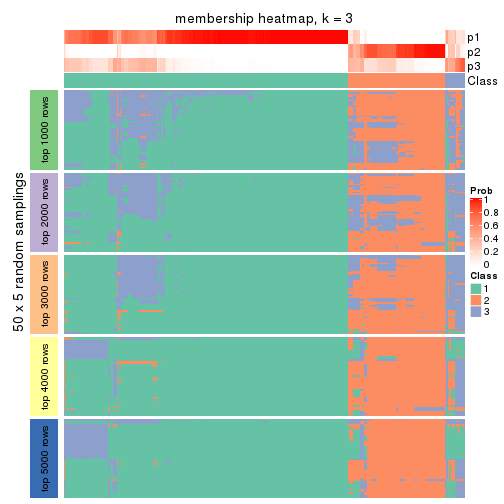 membership heatmap, k = 3
p1
p2
p3
Class
50 x 5 random samplings
top 1000 rows
top 2000 rows
top 3000 rows
top 4000 rows
top 5000 rows
Prob
1
0.8
0.6
0.4
0.2
0
Class
1
2
3